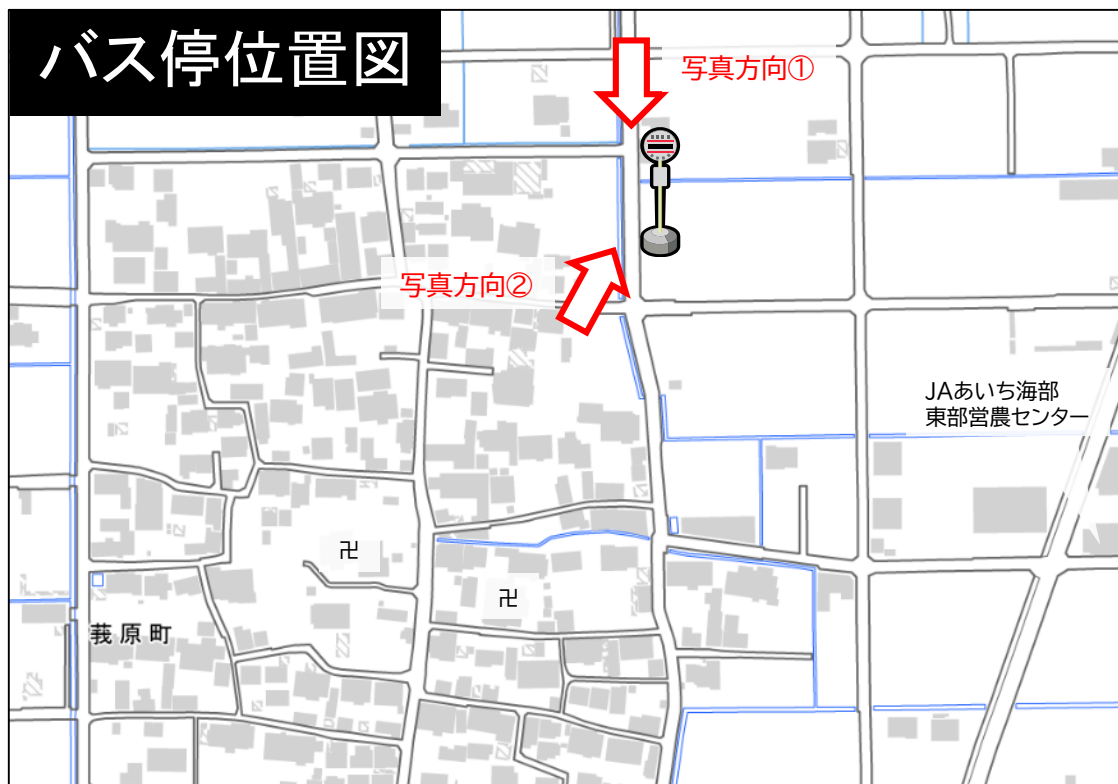 バス停位置図
写真方向①
写真方向②
JAあいち海部
東部営農センター
卍
卍
莪原町